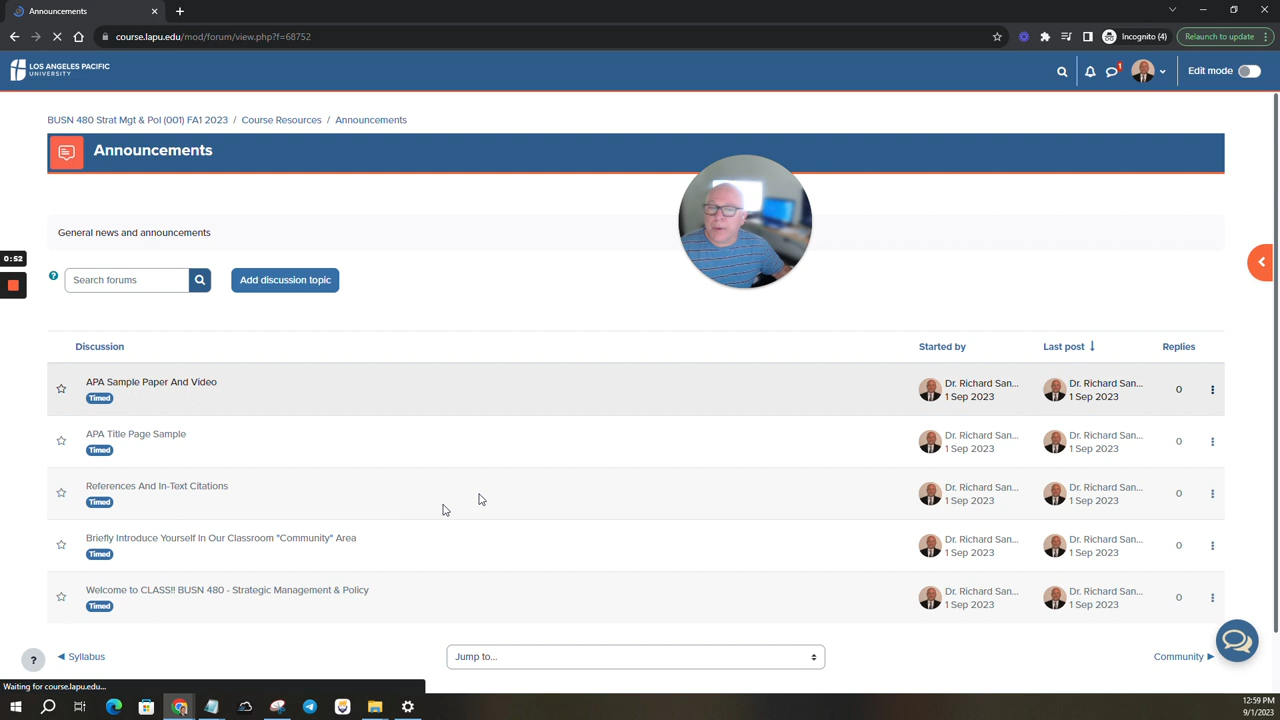 Announcements
course.lapu.edu/mod/forum/view.php?f=68752
Incognito (4)
Relaunch to update
LOS ANGELES PACIFIC
UNIVERSITY
1
Edit mode
BUSN 480 Strat Mgt & Pol (001) FA1 2023 / Course Resources / Announcements
Announcements
General news and announcements
0:52
Search forums
Add discussion topic
Discussion
Started by
Last post
Replies
APA Sample Paper And Video
Timed
Dr. Richard San...
1 Sep 2023
Dr. Richard San...
1 Sep 2023
0
APA Title Page Sample
Timed
Dr. Richard San...
1 Sep 2023
Dr. Richard San...
1 Sep 2023
0
References And In-Text Citations
Timed
Dr. Richard San...
1 Sep 2023
Dr. Richard San...
1 Sep 2023
0
Briefly Introduce Yourself In Our Classroom "Community" Area
Timed
Dr. Richard San...
1 Sep 2023
Dr. Richard San...
1 Sep 2023
0
Welcome to CLASS!! BUSN 480 - Strategic Management & Policy
Timed
Dr. Richard San...
1 Sep 2023
Dr. Richard San...
1 Sep 2023
0
?
◄ Syllabus
Jump to...
Community ►
Waiting for course.lapu.edu...
12:59 PM
9/1/2023